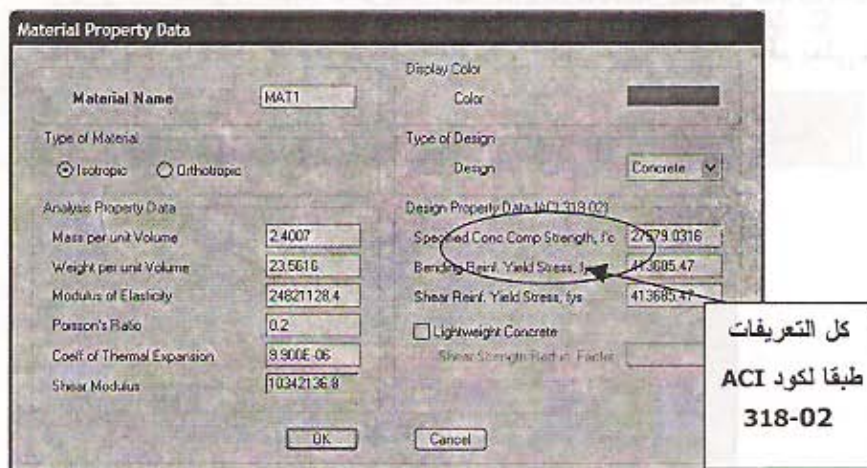 Material Property Data
Material Name MAT1
Display Color
Color
Type of Material
Isotropic Orthotropic
Type of Design
Design Concrete
Analysis Property Data
Mass per unit Volume 2.4007
Weight per unit Volume 23.5616
Modulus of Elasticity 24821128.4
Poisson's Ratio 0.2
Coeff of Thermal Expansion 9.900E-06
Shear Modulus 10342136.8
Design Property Data (ACI 318-02)
Specified Conc Comp Strength, f'c 27579.0316
Bending Reinf. Yield Stress, 413685.47
Shear Reinf. Yield Stress, fys 413685.47
Lightweight Concrete
Shear Strength Reduc. Factor
OK Cancel
كل التعريفات
طبقا لكود ACI
318-02